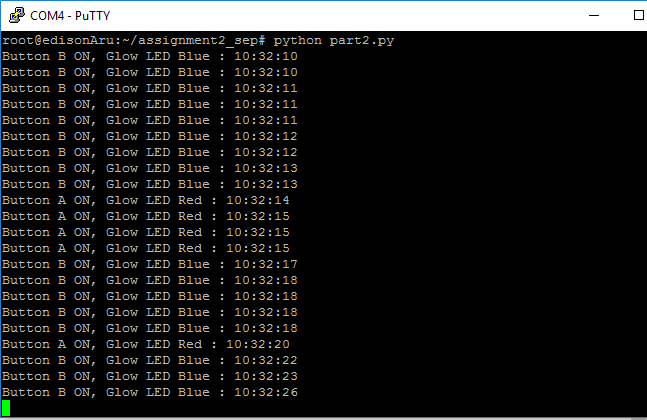 COM4 - PuTTY
root@edisonAru:~/assignment2_sep# python part2.py
Button B ON, Glow LED Blue : 10:32:10
Button B ON, Glow LED Blue : 10:32:10
Button B ON, Glow LED Blue : 10:32:11
Button B ON, Glow LED Blue : 10:32:11
Button B ON, Glow LED Blue : 10:32:11
Button B ON, Glow LED Blue : 10:32:12
Button B ON, Glow LED Blue : 10:32:12
Button B ON, Glow LED Blue : 10:32:13
Button B ON, Glow LED Blue : 10:32:13
Button A ON, Glow LED Red : 10:32:14
Button A ON, Glow LED Red : 10:32:15
Button A ON, Glow LED Red : 10:32:15
Button A ON, Glow LED Red : 10:32:15
Button B ON, Glow LED Blue : 10:32:17
Button B ON, Glow LED Blue : 10:32:18
Button B ON, Glow LED Blue : 10:32:18
Button B ON, Glow LED Blue : 10:32:18
Button B ON, Glow LED Blue : 10:32:18
Button A ON, Glow LED Red : 10:32:20
Button B ON, Glow LED Blue : 10:32:22
Button B ON, Glow LED Blue : 10:32:23
Button B ON, Glow LED Blue : 10:32:26